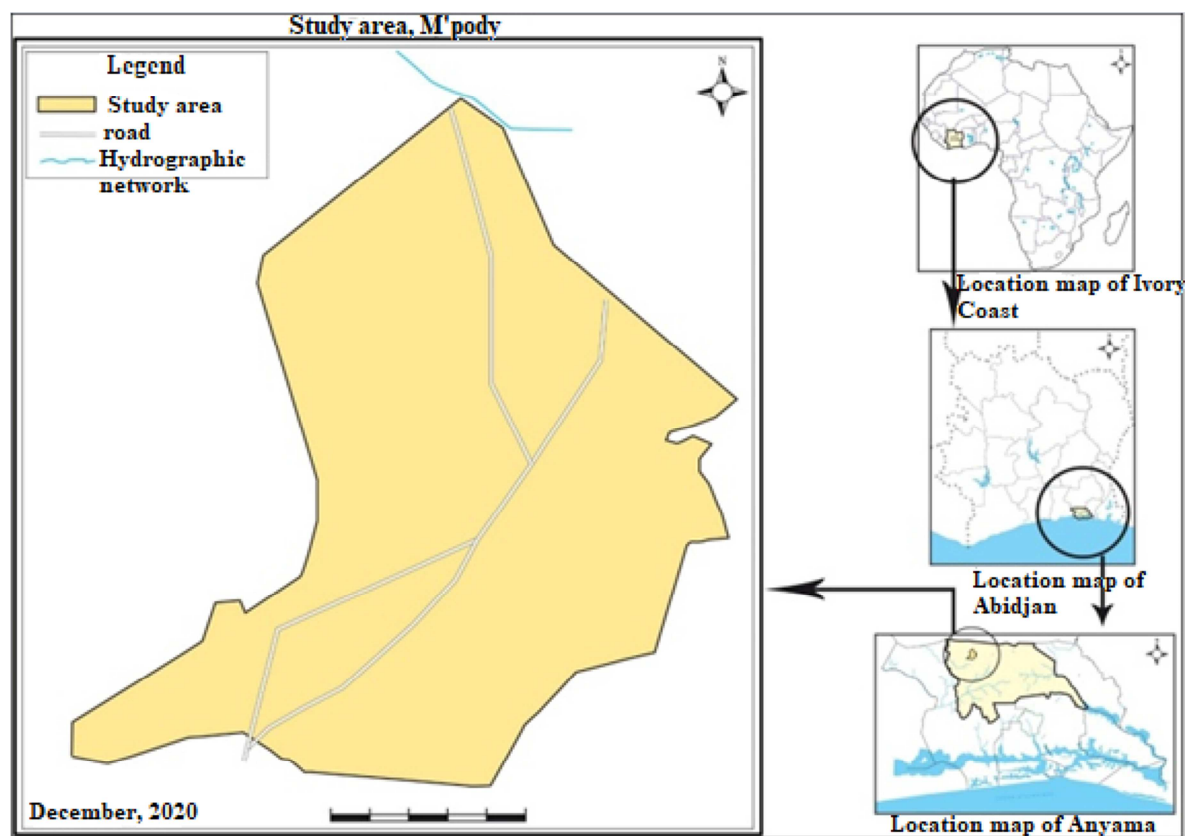 Study area, M'pody
Legend
Study area
road
Hydrographic
network
N
December, 2020
Location map of Ivory
Coast
Location map of
Abidjan
Location map of Anyama